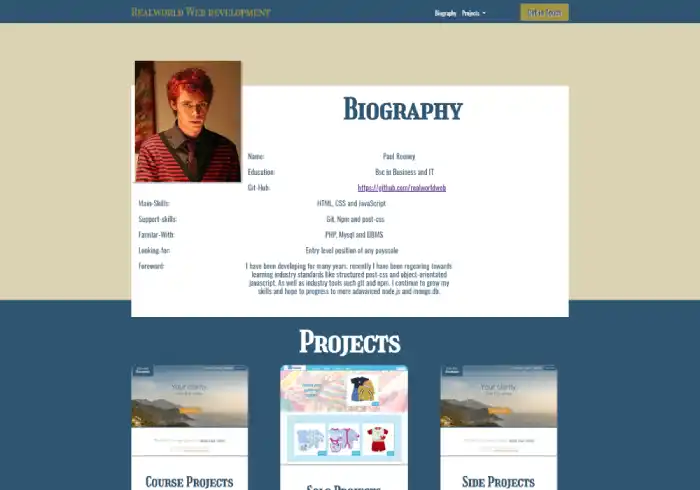 Realworld Web development
Biography Projects Get in Touch
Biography
Name: Paul Rooney
Education: Bsc in Business and IT
Git-Hub: https://github.com/realworldweb
Main-Skills: HTML, CSS and javaScript
Support-skills: Git, Npm and post-css
Familar-With: PHP, Mysql and DBMS
Looking for: Entry level position of any payscale
Foreword: I have been developing for many years, recently I have been regearing towards
learning industry standards like structured post-css and object-orientated
javascript. As well as industry tools such git and npm. I continue to grow my
skills and hope to progress to more adavanced node.js and mongo.db.
Projects
Your clarity.
Course Projects
Solo Projects
Your clarity.
Side Projects